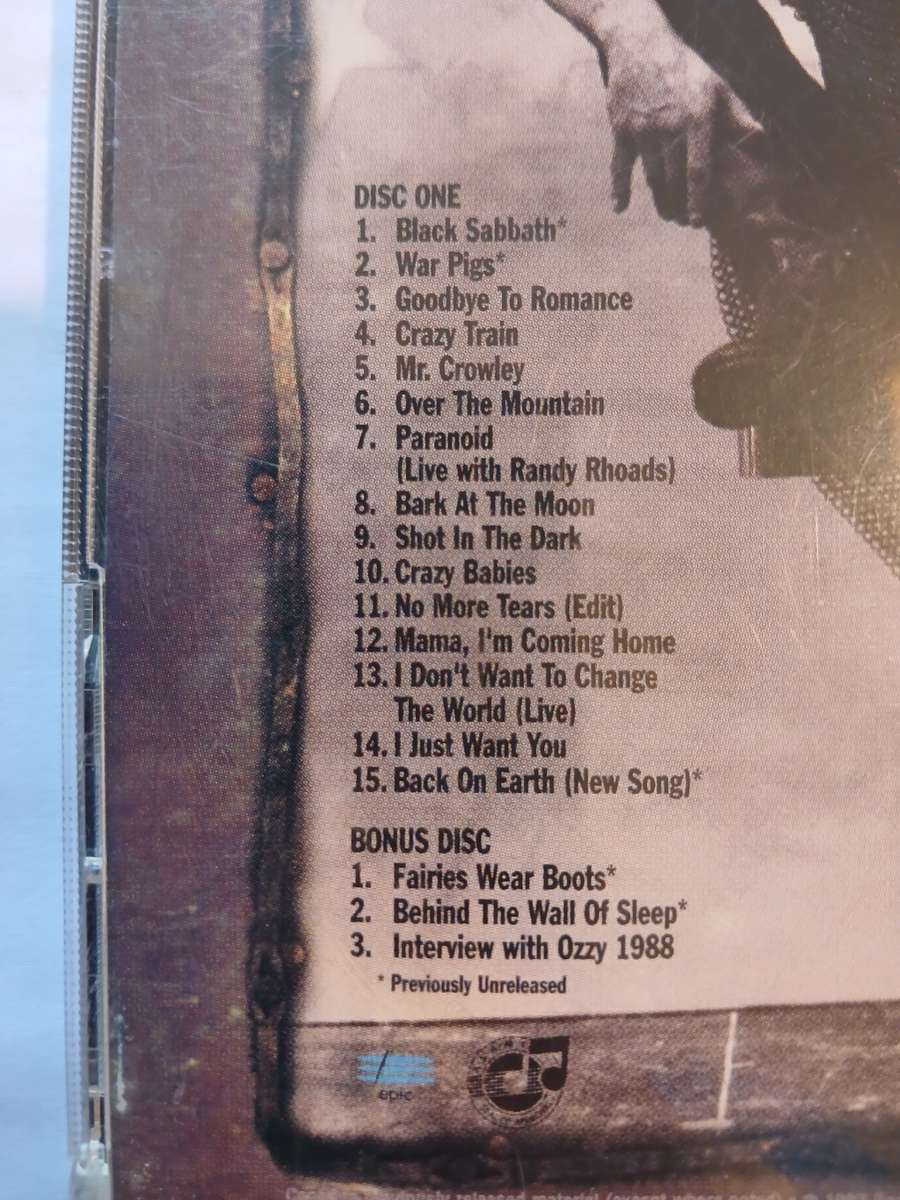 DISC ONE
1. Black Sabbath*
2. War Pigs*
3. Goodbye To Romance
4. Crazy Train
5. Mr. Crowley
6. Over The Mountain
7. Paranoid
(Live with Randy Rhoads)
8. Bark At The Moon
9. Shot In The Dark
10. Crazy Babies
11. No More Tears (Edit)
12. Mama, I'm Coming Home
13. I Don't Want To Change
The World (Live)
14. I Just Want You
15. Back On Earth (New Song)*
BONUS DISC
1. Fairies Wear Boots*
2. Behind The Wall Of Sleep*
3. Interview with Ozzy 1988
* Previously Unreleased
epic
released material